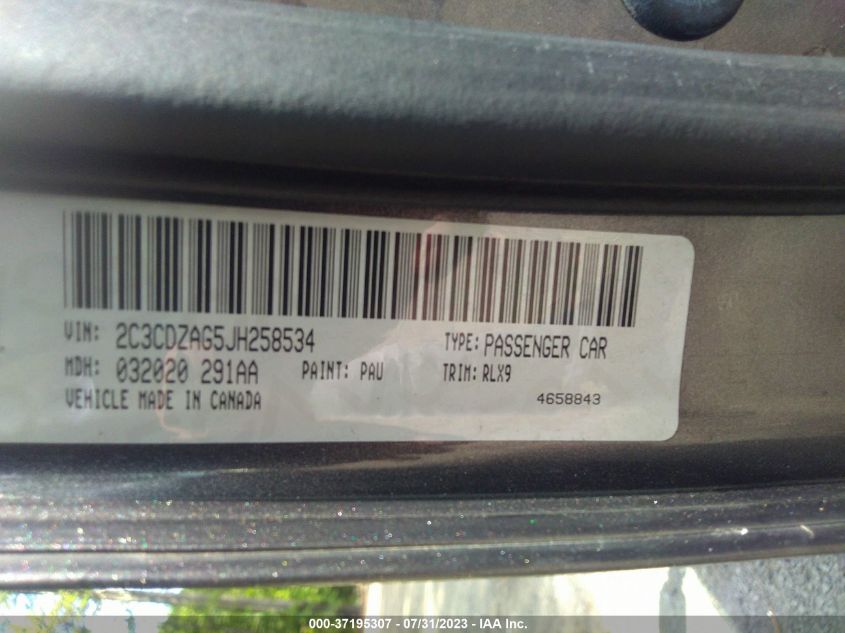 VIN: 2C3CDZAG5JH258534 TYPE: PASSENGER CAR
MDH: 032020 291AA PAINT: PAU TRIM: RLX9
VEHICLE MADE IN CANADA 4658843
000-37195307 - 07/31/2023 - IAA Inc.